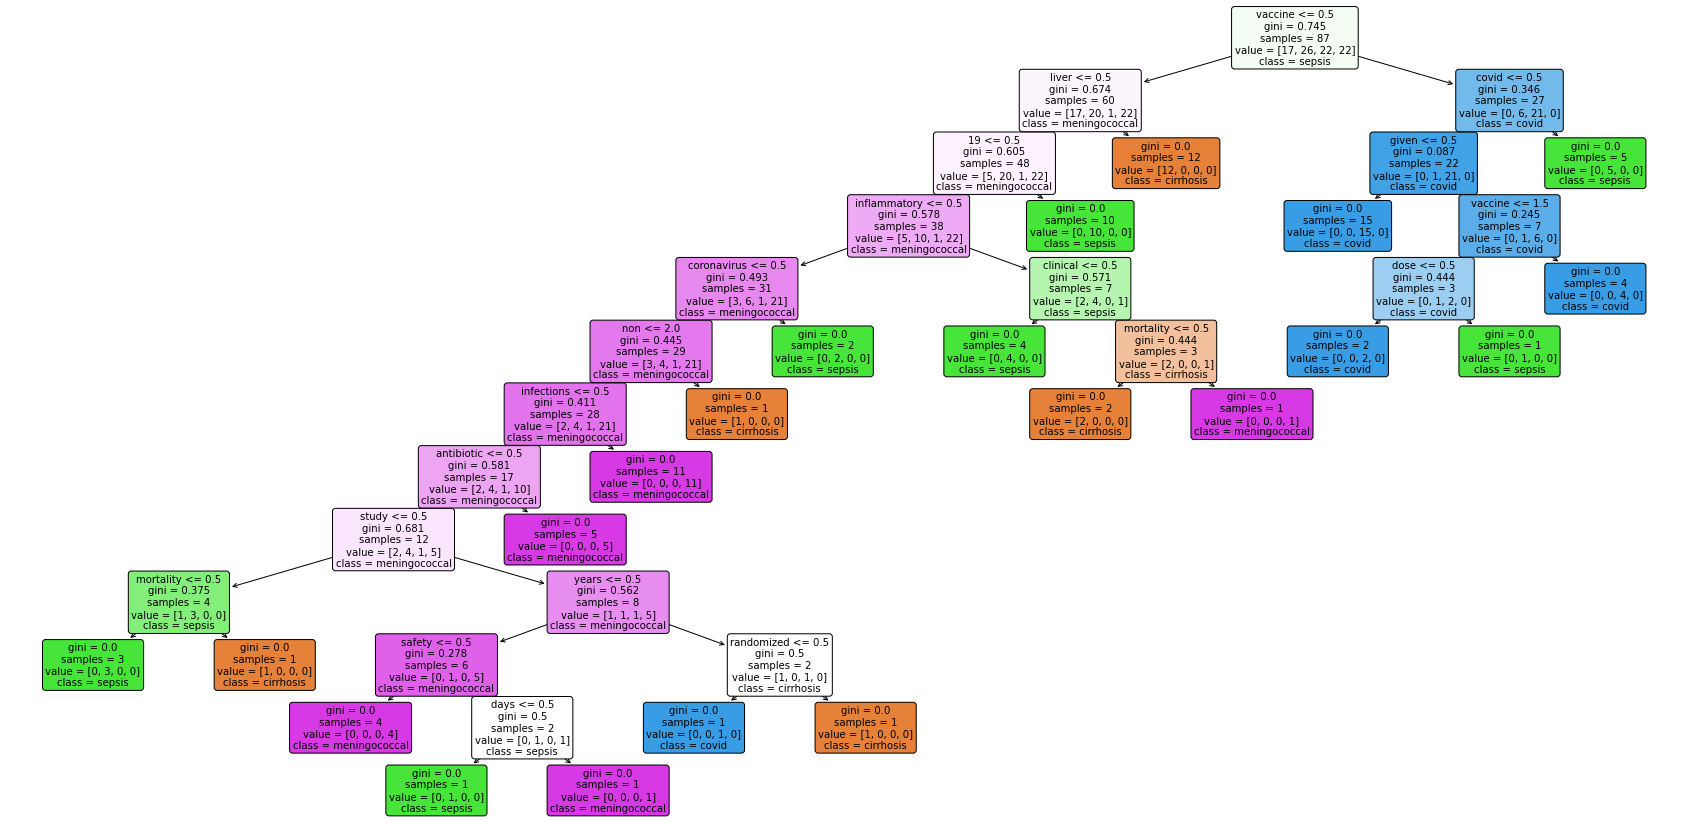 vaccine <= 0.5
gini = 0.745
samples = 87
value = [17, 26, 22, 22]
class = sepsis
liver <= 0.5
gini = 0.674
samples = 60
value = [17, 20, 1, 22]
class = meningococcal
covid <= 0.5
gini = 0.346
samples = 27
value = [0, 6, 21, 0]
class = covid
19 <= 0.5
gini = 0.605
samples = 48
value = [5, 20, 1, 22]
class = meningococcal
gini = 0.0
samples = 12
value = [12, 0, 0, 0]
class = cirrhosis
given <= 0.5
gini = 0.087
samples = 22
value = [0, 1, 21, 0]
class = covid
gini = 0.0
samples = 5
value = [0, 5, 0, 0]
class = sepsis
inflammatory <= 0.5
gini = 0.578
samples = 38
value = [5, 10, 1, 22]
class = meningococcal
gini = 0.0
samples = 10
value = [0, 10, 0, 0]
class = sepsis
gini = 0.0
samples = 15
value = [0, 0, 15, 0]
class = covid
vaccine <= 1.5
gini = 0.245
samples = 7
value = [0, 1, 6, 0]
class = covid
coronavirus <= 0.5
gini = 0.493
samples = 31
value = [3, 6, 1, 21]
class = meningococcal
clinical <= 0.5
gini = 0.571
samples = 7
value = [2, 4, 0, 1]
class = sepsis
dose <= 0.5
gini = 0.444
samples = 3
value = [0, 1, 2, 0]
class = covid
gini = 0.0
samples = 4
value = [0, 0, 4, 0]
class = covid
non <= 2.0
gini = 0.445
samples = 29
value = [3, 4, 1, 21]
class = meningococcal
gini = 0.0
samples = 2
value = [0, 2, 0, 0]
class = sepsis
gini = 0.0
samples = 4
value = [0, 4, 0, 0]
class = sepsis
mortality <= 0.5
gini = 0.444
samples = 3
value = [2, 0, 0, 1]
class = cirrhosis
gini = 0.0
samples = 2
value = [0, 0, 2, 0]
class = covid
gini = 0.0
samples = 1
value = [0, 1, 0, 0]
class = sepsis
infections <= 0.5
gini = 0.411
samples = 28
value = [2, 4, 1, 21]
class = meningococcal
gini = 0.0
samples = 1
value = [1, 0, 0, 0]
class = cirrhosis
gini = 0.0
samples = 2
value = [2, 0, 0, 0]
class = cirrhosis
gini = 0.0
samples = 1
value = [0, 0, 0, 1]
class = meningococcal
antibiotic <= 0.5
gini = 0.581
samples = 17
value = [2, 4, 1, 10]
class = meningococcal
gini = 0.0
samples = 11
value = [0, 0, 0, 11]
class = meningococcal
study <= 0.5
gini = 0.681
samples = 12
value = [2, 4, 1, 5]
class = meningococcal
gini = 0.0
samples = 5
value = [0, 0, 0, 5]
class = meningococcal
mortality <= 0.5
gini = 0.375
samples = 4
value = [1, 3, 0, 0]
class = sepsis
years <= 0.5
gini = 0.562
samples = 8
value = [1, 1, 1, 5]
class = meningococcal
gini = 0.0
samples = 3
value = [0, 3, 0, 0]
class = sepsis
gini = 0.0
samples = 1
value = [1, 0, 0, 0]
class = cirrhosis
safety <= 0.5
gini = 0.278
samples = 6
value = [0, 1, 0, 5]
class = meningococcal
randomized <= 0.5
gini = 0.5
samples = 2
value = [1, 0, 1, 0]
class = cirrhosis
gini = 0.0
samples = 4
value = [0, 0, 0, 4]
class = meningococcal
days <= 0.5
gini = 0.5
samples = 2
value = [0, 1, 0, 1]
class = sepsis
gini = 0.0
samples = 1
value = [0, 0, 1, 0]
class = covid
gini = 0.0
samples = 1
value = [1, 0, 0, 0]
class = cirrhosis
gini = 0.0
samples = 1
value = [0, 1, 0, 0]
class = sepsis
gini = 0.0
samples = 1
value = [0, 0, 0, 1]
class = meningococcal